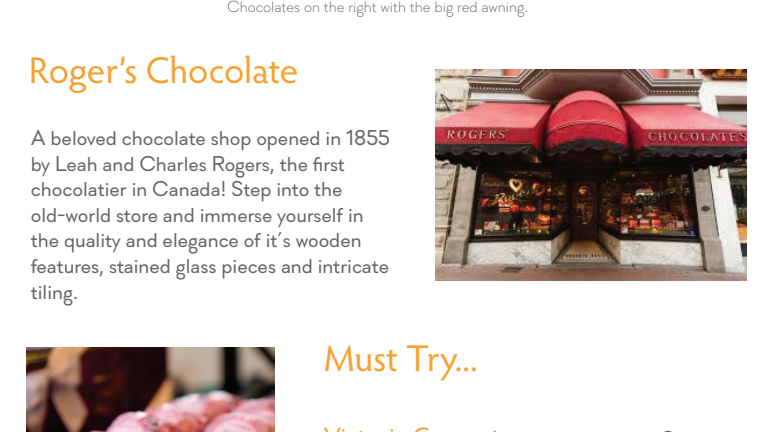 Chocolates on the right with the big red awning.
Roger's Chocolate
A beloved chocolate shop opened in 1855
by Leah and Charles Rogers, the first
chocolatier in Canada! Step into the
old-world store and immerse yourself in
the quality and elegance of it's wooden
features, stained glass pieces and intricate
tiling.
ROGERS' CHOCOLATES
Must Try...